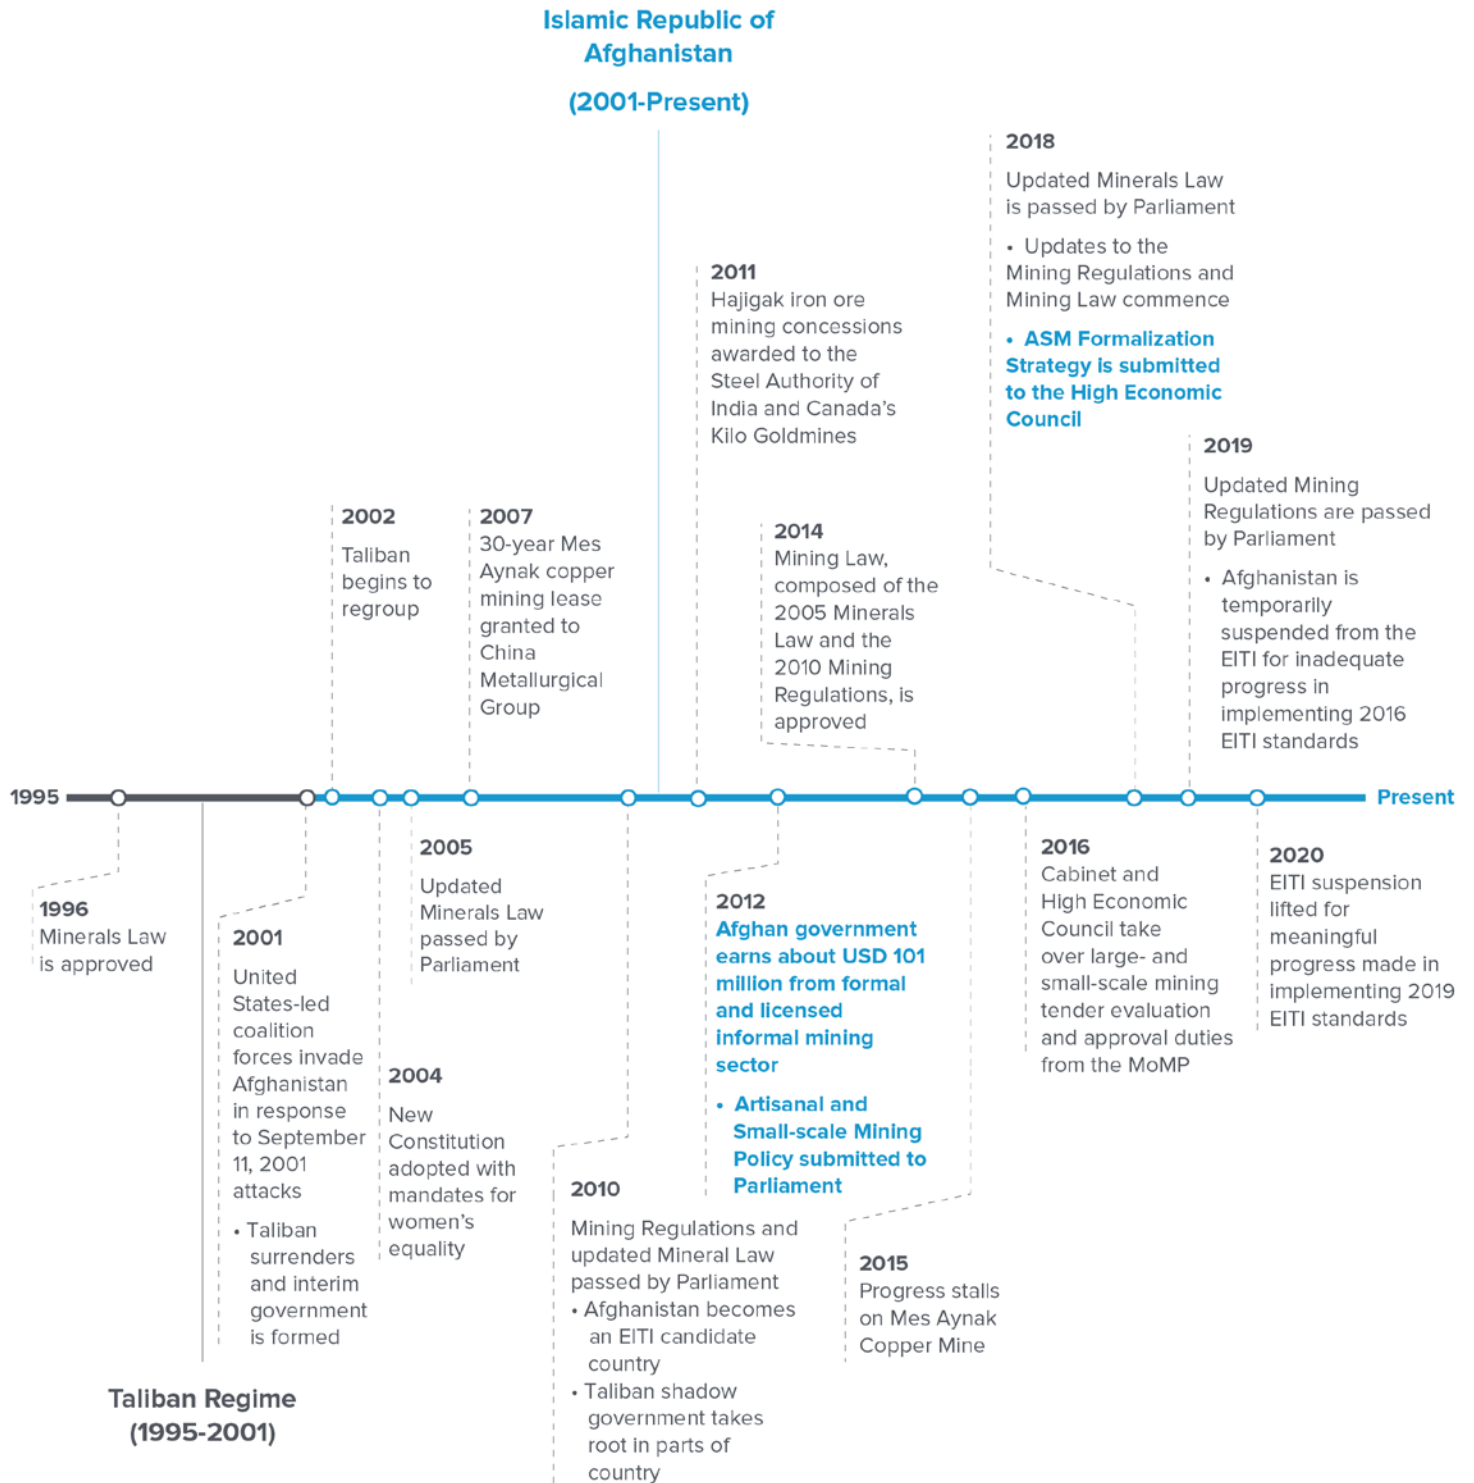 Islamic Republic of
Afghanistan
(2001-Present)
2018
Updated Minerals Law
is passed by Parliament
• Updates to the
Mining Regulations and
Mining Law commence
• ASM Formalization
Strategy is submitted
to the High Economic
Council
2011
Hajigak iron ore
mining concessions
awarded to the
Steel Authority of
India and Canada's
Kilo Goldmines
2019
Updated Mining
Regulations are passed
by Parliament
• Afghanistan is
temporarily
suspended from the
EITI for inadequate
progress in
implementing 2016
EITI standards
2002
Taliban
begins to
regroup
2007
30-year Mes
Aynak copper
mining lease
granted to
China
Metallurgical
Group
2014
Mining Law,
composed of the
2005 Minerals
Law and the
2010 Mining
Regulations, is
approved
1995
Present
1996
Minerals Law
is approved
2001
United
States-led
coalition
forces invade
Afghanistan
in response
to September
11, 2001
attacks
• Taliban
surrenders
and interim
government
is formed
2005
Updated
Minerals Law
passed by
Parliament
2004
New
Constitution
adopted with
mandates for
women's
equality
2010
Mining Regulations and
updated Mineral Law
passed by Parliament
• Afghanistan becomes
an EITI candidate
country
• Taliban shadow
government takes
root in parts of
country
2012
Afghan government
earns about USD 101
million from formal
and licensed
informal mining
sector
• Artisanal and
Small-scale Mining
Policy submitted to
Parliament
2015
Progress stalls
on Mes Aynak
Copper Mine
2016
Cabinet and
High Economic
Council take
over large- and
small-scale mining
tender evaluation
and approval duties
from the MoMP
2020
EITI suspension
lifted for
meaningful
progress made in
implementing 2019
EITI standards
Taliban Regime
(1995-2001)